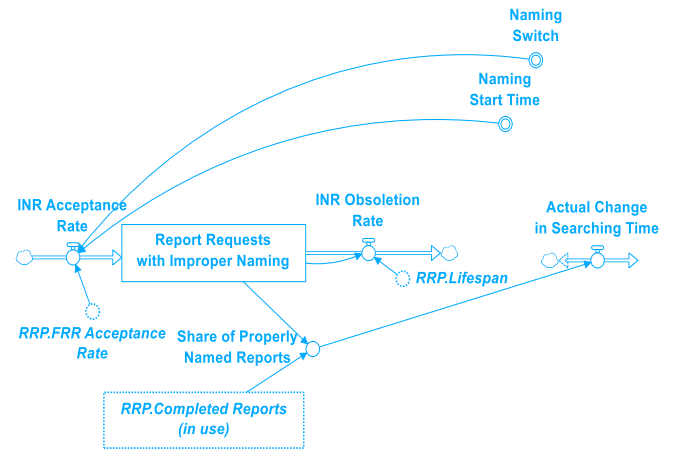 Naming
Switch
Naming
Start Time
INR Acceptance
Rate
INR Obsoletion
Rate
Actual Change
in Searching Time
Report Requests
with Improper Naming
RRP.Lifespan
RRP.FRR Acceptance
Rate
Share of Properly
Named Reports
RRP.Completed Reports
(in use)